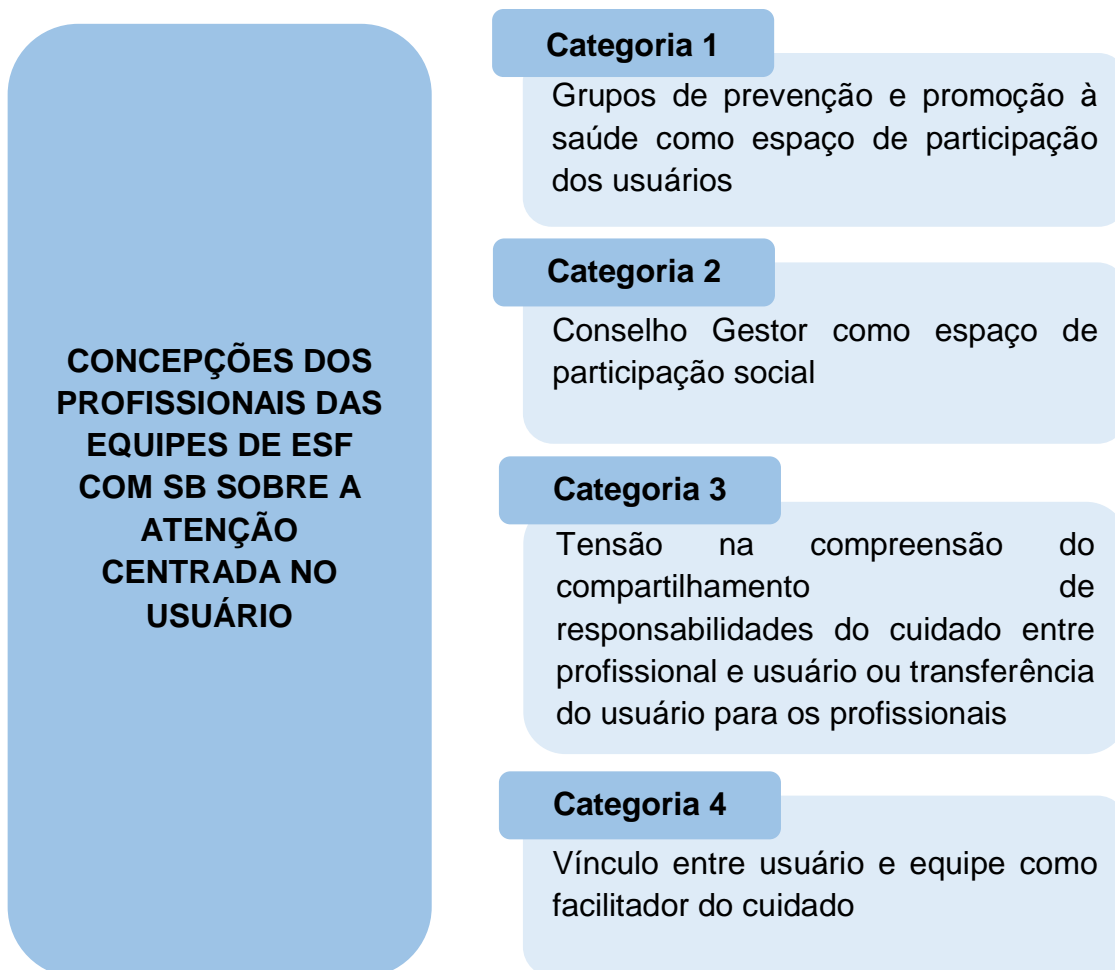 CONCEPÇÕES DOS
PROFISSIONAIS DAS
EQUIPES DE ESF
COM SB SOBRE A
ATENÇÃO
CENTRADA NO
USUÁRIO
Categoria 1
Grupos de prevenção e promoção à
saúde como espaço de participação
dos usuários
Categoria 2
Conselho Gestor como espaço de
participação social
Categoria 3
Tensão na compreensão do
compartilhamento de
responsabilidades do cuidado entre
profissional e usuário ou transferência
do usuário para os profissionais
Categoria 4
Vínculo entre usuário e equipe como
facilitador do cuidado